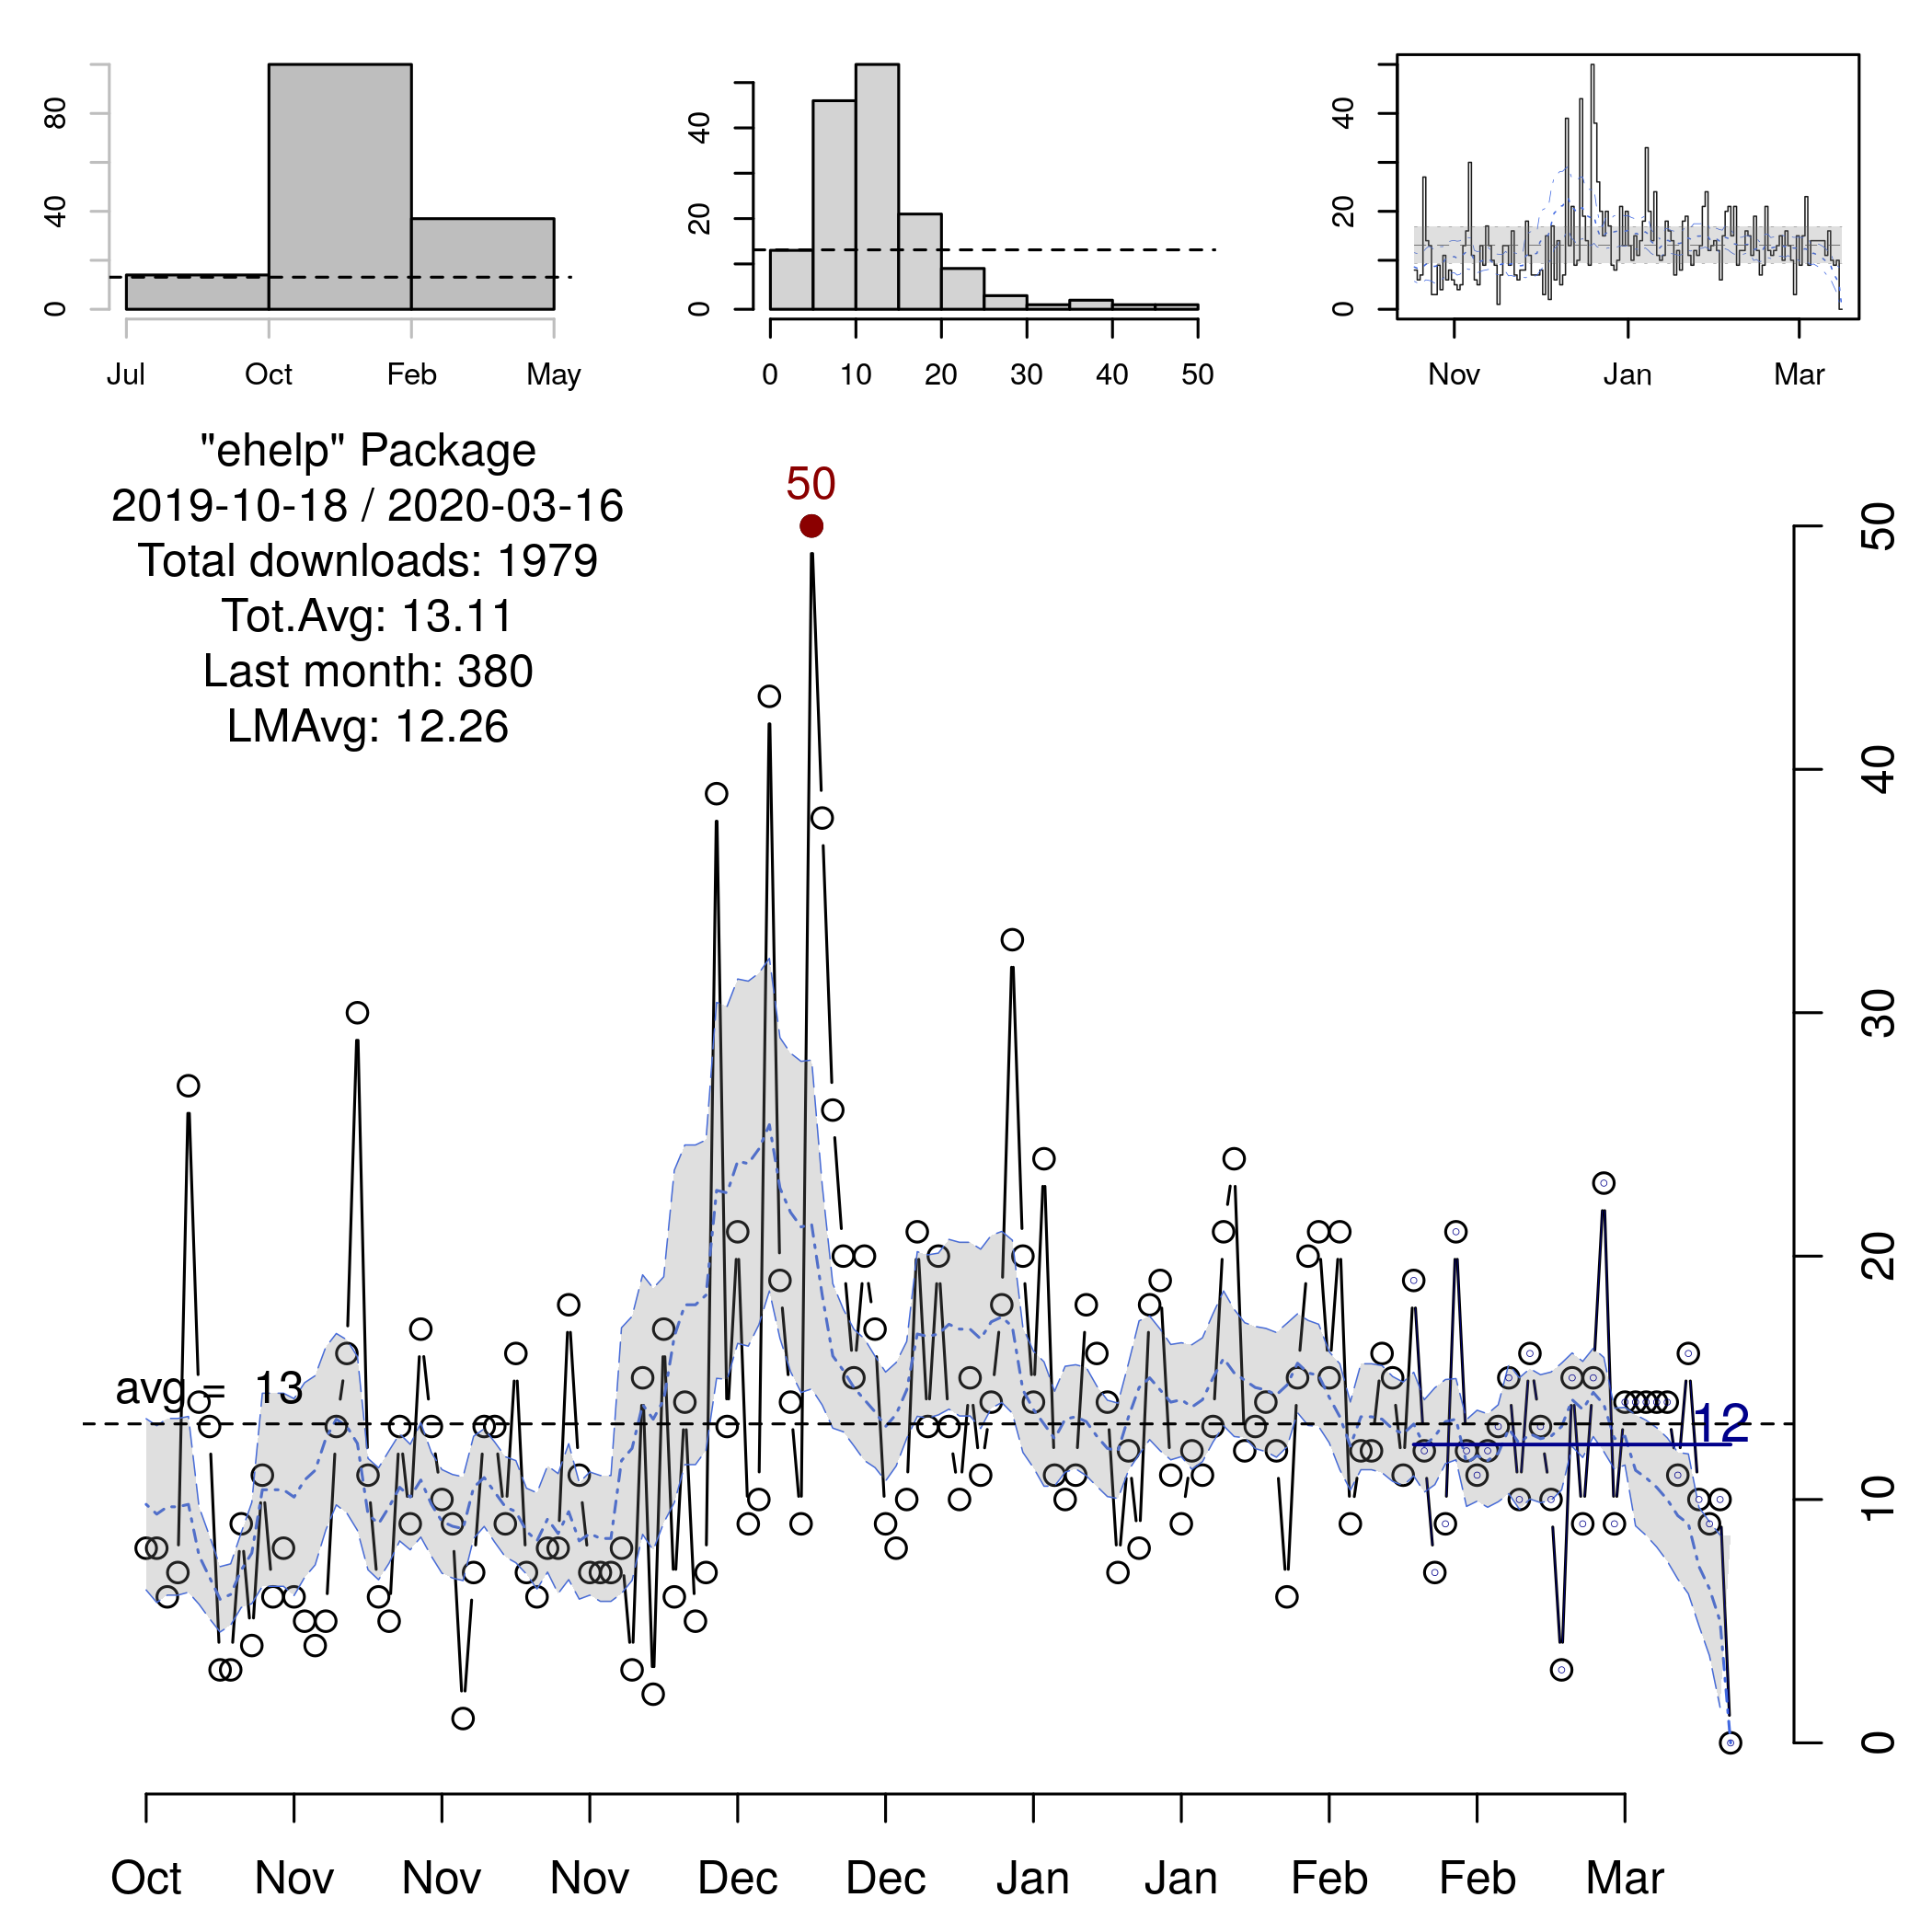 80
40
0
Jul Oct Feb May
40
20
0
0 10 20 30 40 50
40
20
0
Nov Jan Mar
"ehelp" Package
2019-10-18 / 2020-03-16
Total downloads: 1979
Tot.Avg: 13.11
Last month: 380
LMAvg: 12.26
50
50
40
30
20
10
0
avg = 13
12
Oct Nov Nov Nov Dec Dec Jan Jan Feb Feb Mar